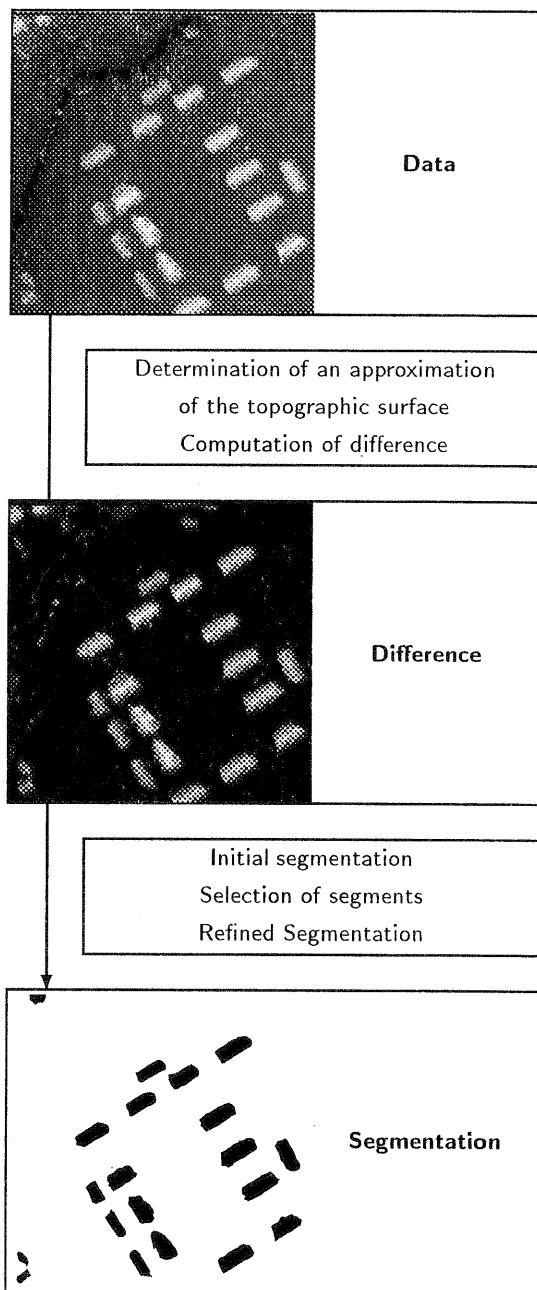 Data
Determination of an approximation
of the topographic surface
Computation of difference
Difference
Initial segmentation
Selection of segments
Refined Segmentation
Segmentation